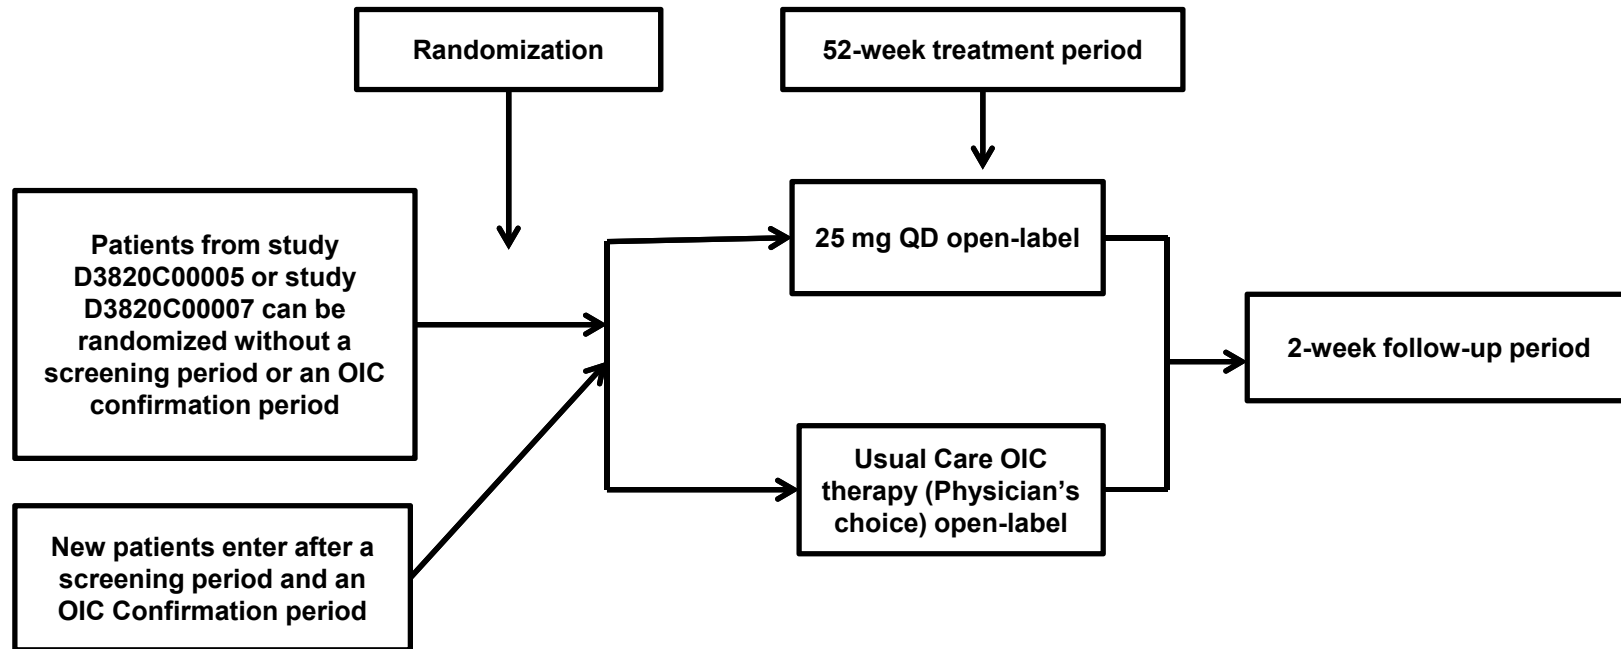 Randomization
52-week treatment period
Patients from study
D3820C00005 or study
D3820C00007 can be
randomized without a
screening period or an OIC
confirmation period
25 mg QD open-label
2-week follow-up period
Usual Care OIC
therapy (Physician’s
choice) open-label
New patients enter after a
screening period and an
OIC Confirmation period